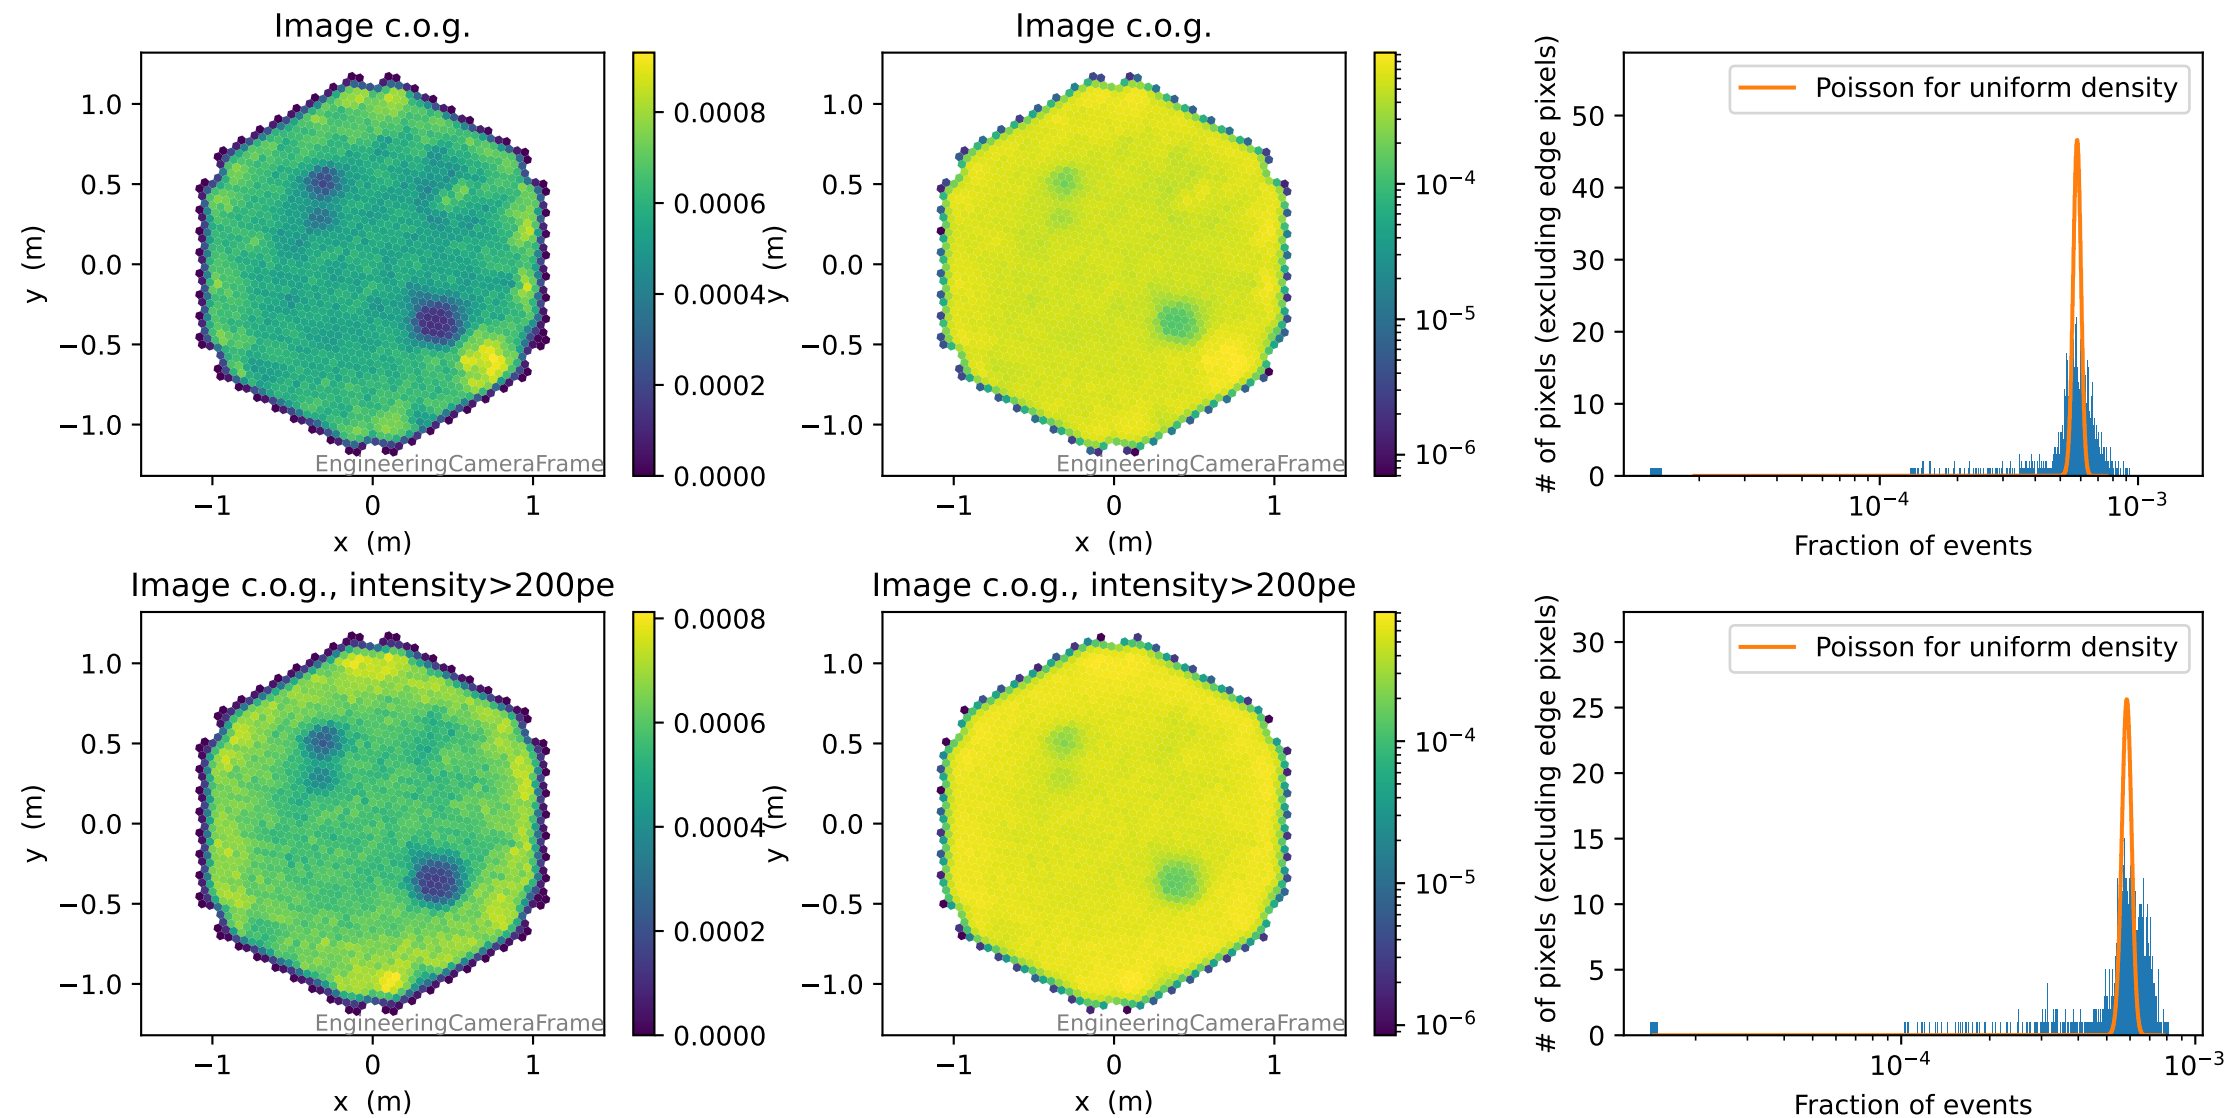 Image c.o.g.
y (m)
1.0
0.5
0.0
−0.5
−1.0
−1
0
1
x (m)
EngineeringCameraFrame
0.0008
0.0006
0.0004
0.0002
0.0000
Image c.o.g.
y (m)
1.0
0.5
0.0
−0.5
−1.0
−1
0
1
x (m)
EngineeringCameraFrame
10⁻⁴
10⁻⁵
10⁻⁶
# of pixels (excluding edge pixels)
50
40
30
20
10
0
Poisson for uniform density
10⁻⁴
10⁻³
Fraction of events
Image c.o.g., intensity>200pe
y (m)
1.0
0.5
0.0
−0.5
−1.0
−1
0
1
x (m)
EngineeringCameraFrame
0.0008
0.0006
0.0004
0.0002
0.0000
Image c.o.g., intensity>200pe
y (m)
1.0
0.5
0.0
−0.5
−1.0
−1
0
1
x (m)
EngineeringCameraFrame
10⁻⁴
10⁻⁵
10⁻⁶
# of pixels (excluding edge pixels)
30
25
20
15
10
5
0
Poisson for uniform density
10⁻⁴
10⁻³
Fraction of events